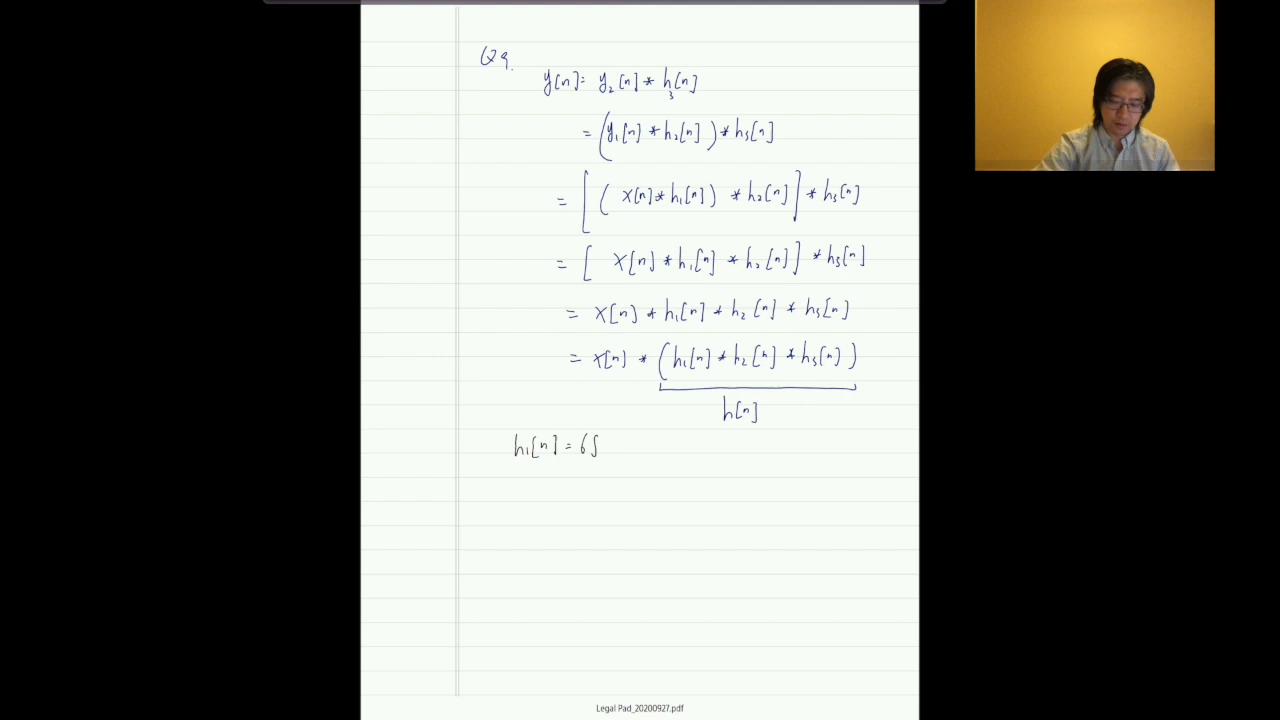 Q9.
y[n] = y₂[n] * h₃[n]
= (y₁[n] * h₂[n]) * h₃[n]
= [(x[n] * h₁[n]) * h₂[n]] * h₃[n]
= [x[n] * h₁[n] * h₂[n]] * h₃[n]
= x[n] * h₁[n] * h₂[n] * h₃[n]
= x[n] * (h₁[n] * h₂[n] * h₃[n])
h[n]
h₁[n] = 6δ
Legal Pad_20200927.pdf